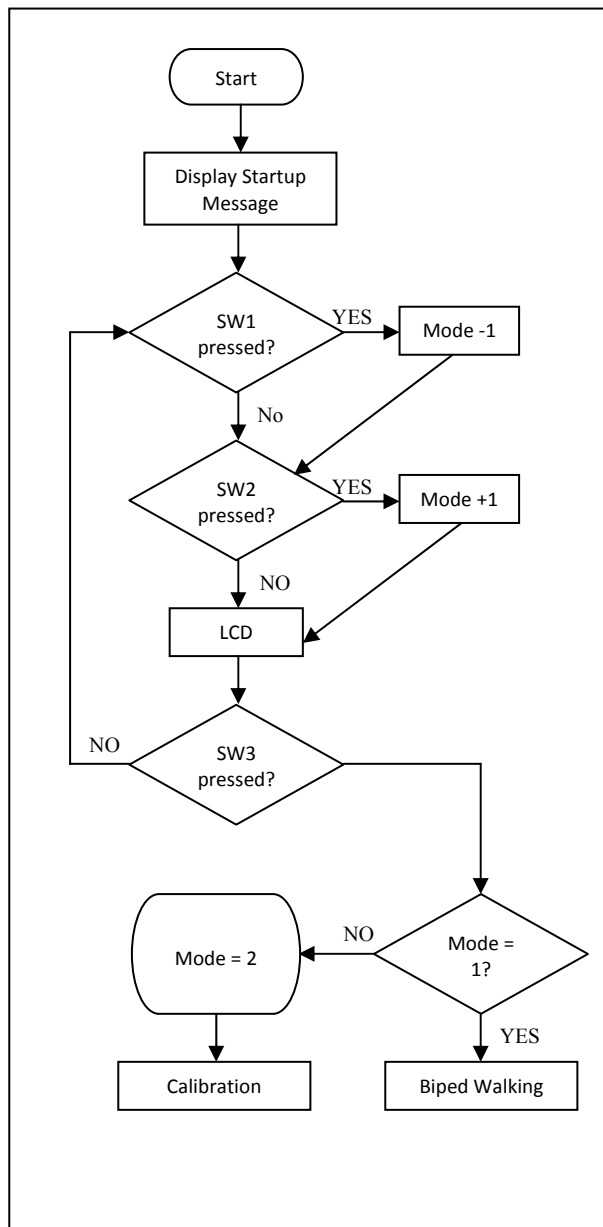 Start
Display Startup
Message
SW1
pressed?
YES
Mode -1
No
SW2
pressed?
YES
Mode +1
NO
LCD
NO
SW3
pressed?
Mode = 2
NO
Mode =
1?
YES
Calibration
Biped Walking